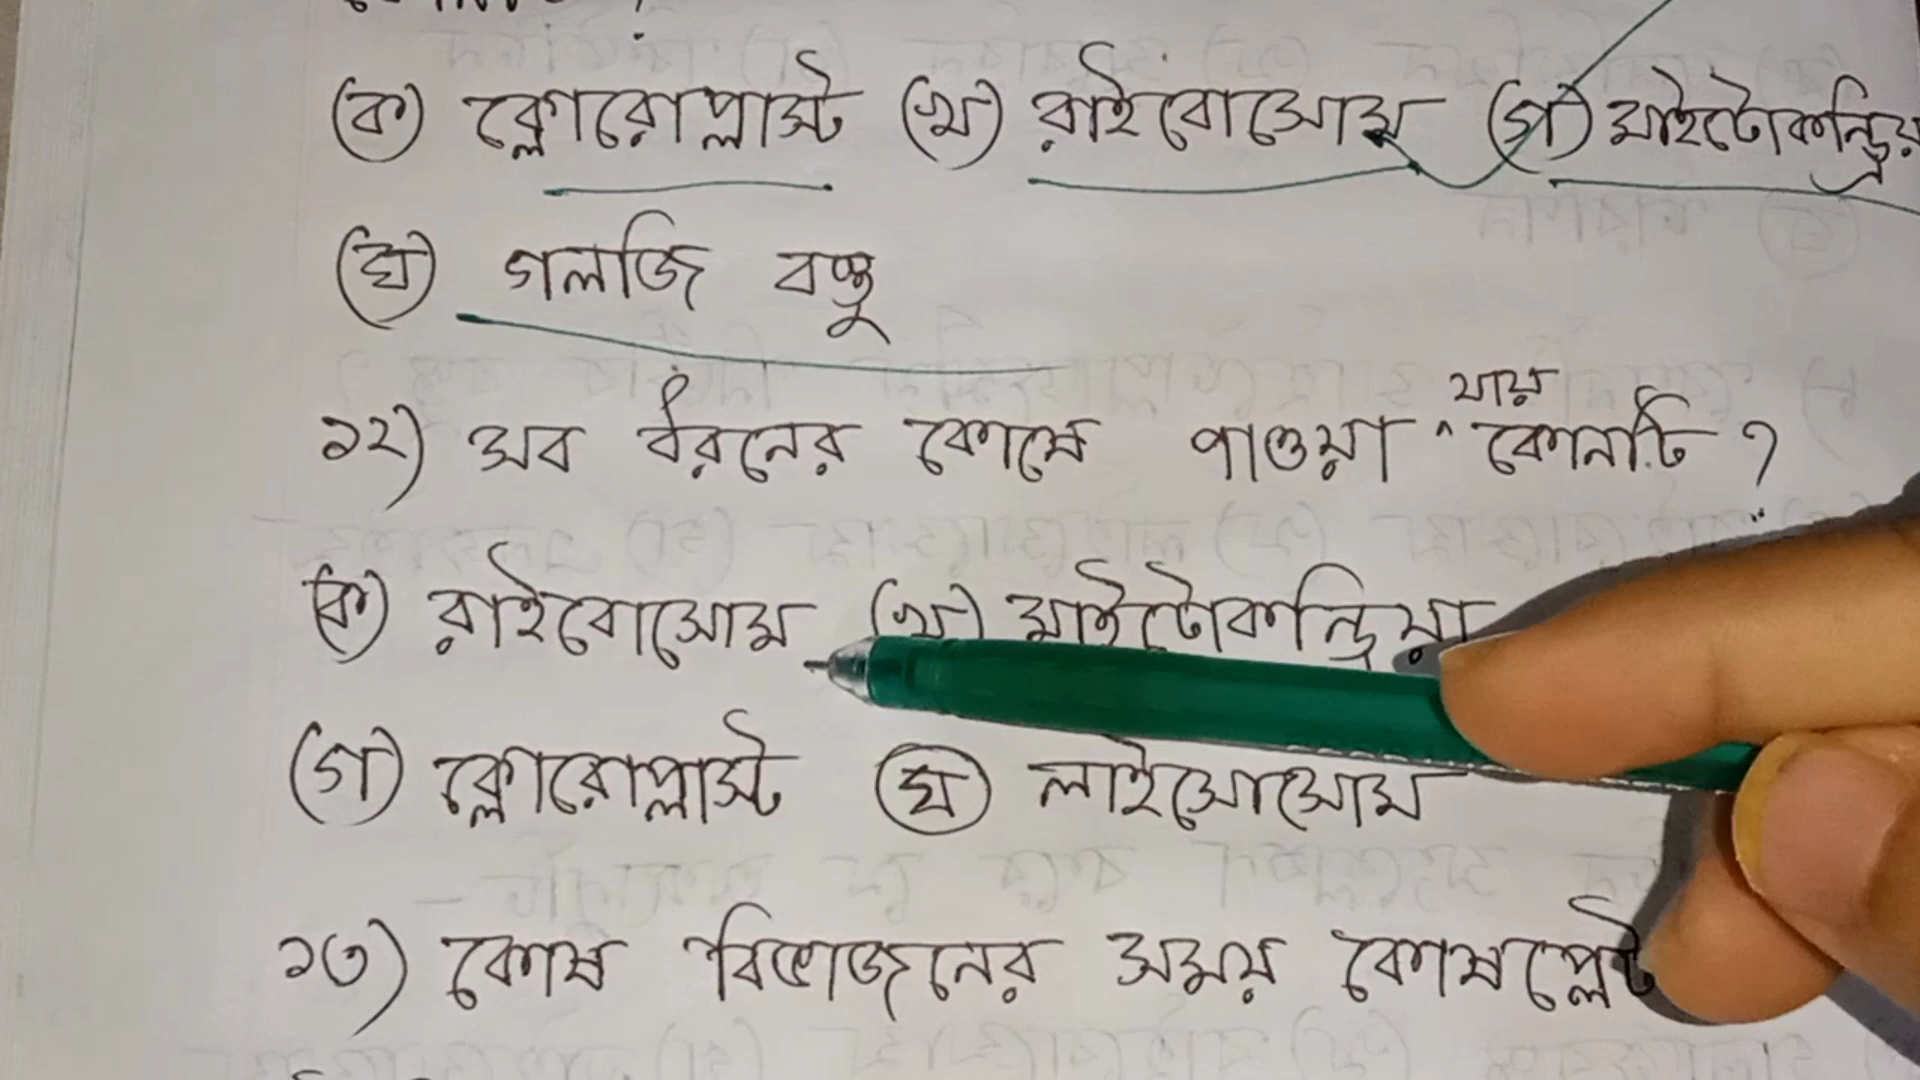 (ক) ক্লোরোপ্লাস্ট (খ) রাইবোসোম (গ) মাইটোকন্ড্রিয়
(ঘ) গলজি বস্তু
১২) সব ধরনের কোষে পাওয়া যায় কোনটি ?
(ক) রাইবোসোম (খ) মাইটোকন্ড্রিয়া
(গ) ক্লোরোপ্লাস্ট (ঘ) লাইসোসোম
১৩) কোষ বিভাজনের সময় কোষপ্লেট